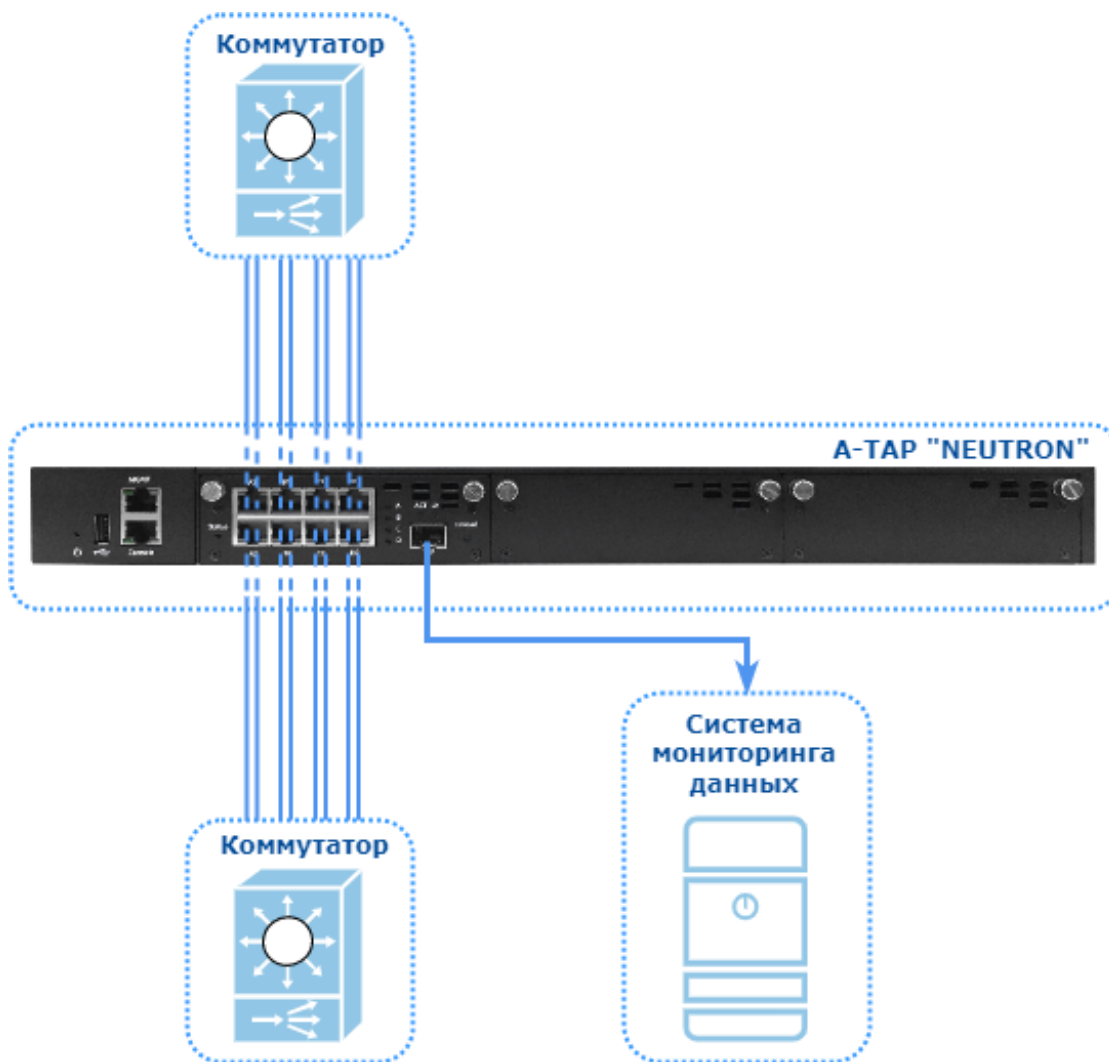 Коммутатор
A-TAP "NEUTRON"
Система
мониторинга
данных
Коммутатор